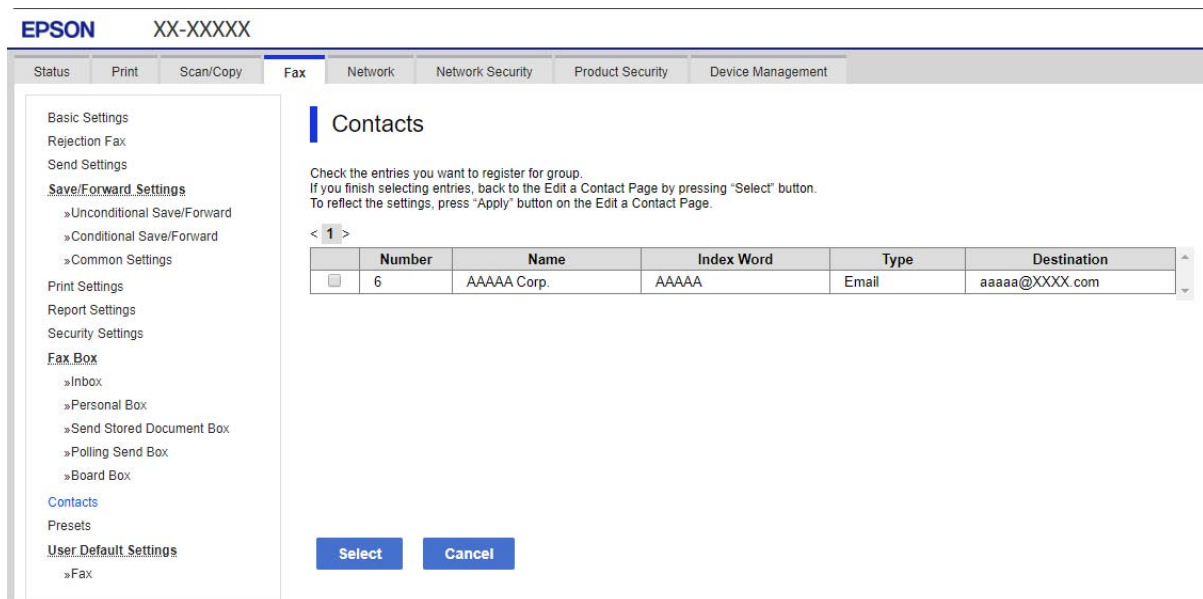 EPSON XX-XXXXX
Status Print Scan/Copy Fax Network Network Security Product Security Device Management
Basic Settings
Rejection Fax
Send Settings
Save/Forward Settings
»Unconditional Save/Forward
»Conditional Save/Forward
»Common Settings
Print Settings
Report Settings
Security Settings
Fax Box
»Inbox
»Personal Box
»Send Stored Document Box
»Polling Send Box
»Board Box
Contacts
Presets
User Default Settings
»Fax
Contacts
Check the entries you want to register for group.
If you finish selecting entries, back to the Edit a Contact Page by pressing “Select” button.
To reflect the settings, press “Apply” button on the Edit a Contact Page.
< 1 >
Number Name Index Word Type Destination
6 AAAAA Corp. AAAAA Email aaaaa@XXXX.com
Select Cancel